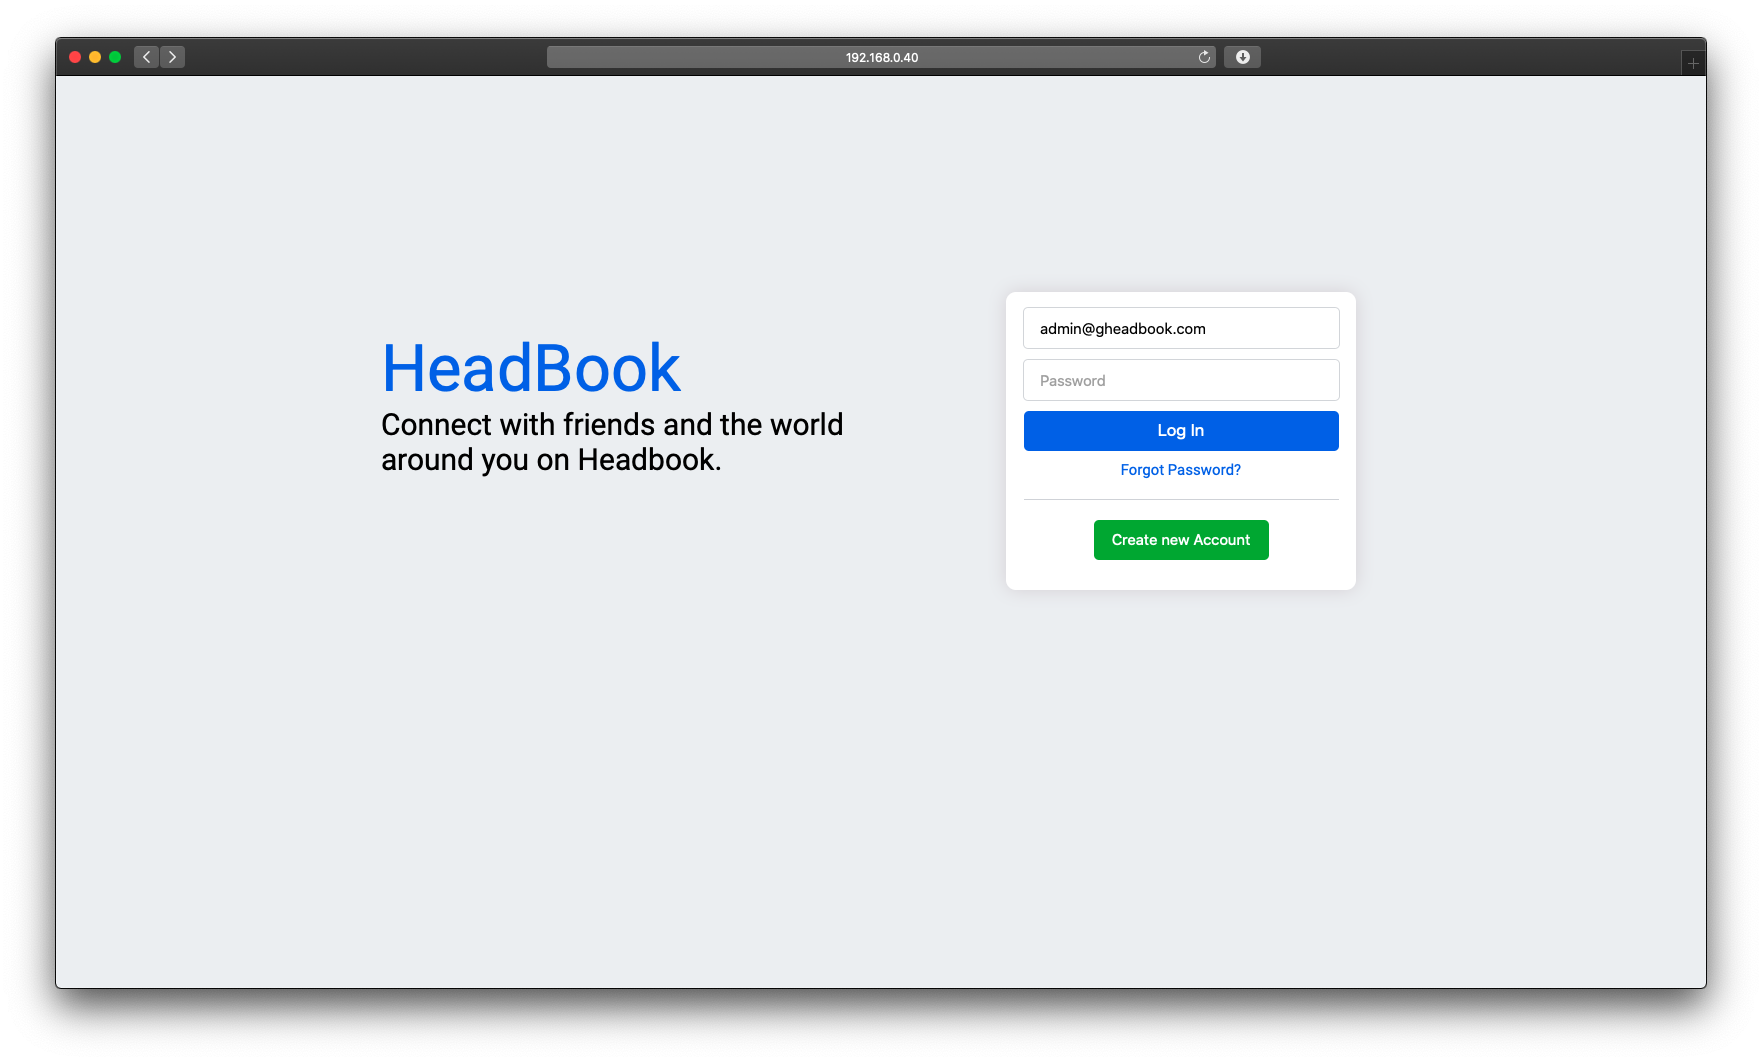 192.168.0.40
HeadBook
Connect with friends and the world
around you on Headbook.
admin@gheadbook.com
Password
Log In
Forgot Password?
Create new Account